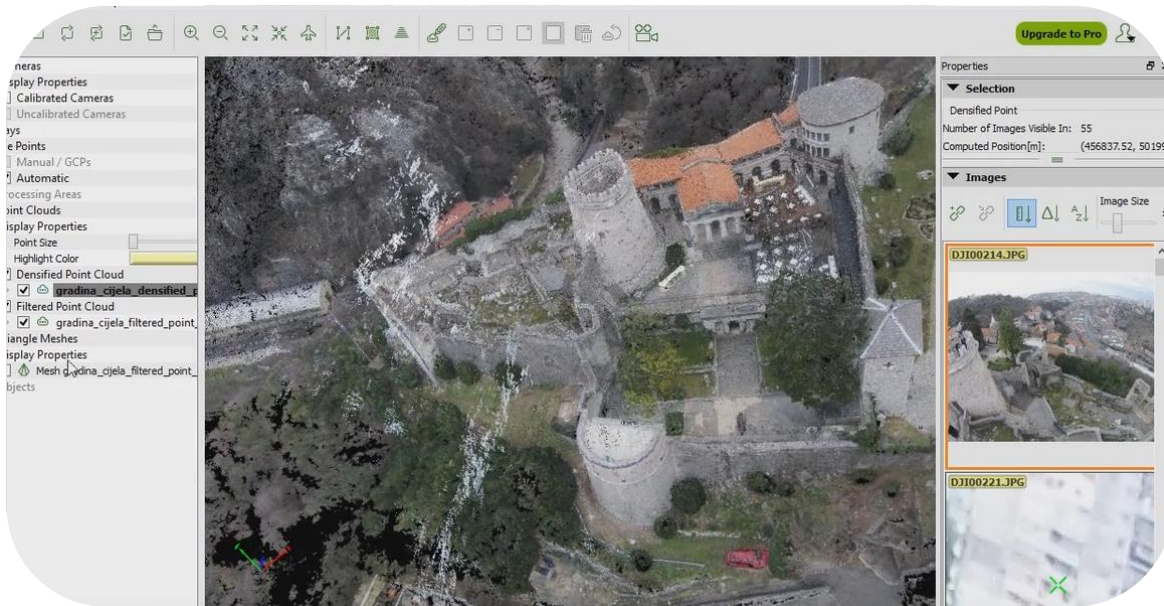 Upgrade to Pro
meras
isplay Properties
Calibrated Cameras
Uncalibrated Cameras
ays
e Points
Manual / GCPs
Automatic
rocessing Areas
oint Clouds
isplay Properties
Point Size
Highlight Color
Densified Point Cloud
gradina_cijela_densified_p
Filtered Point Cloud
gradina_cijela_filtered_point_
iangle Meshes
isplay Properties
Mesh gradina_cijela_filtered_point_
bjects
Properties
Selection
Densified Point
Number of Images Visible In: 55
Computed Position[m]: (456837.52, 50199
Images
Image Size
DJI00214.JPG
DJI00221.JPG